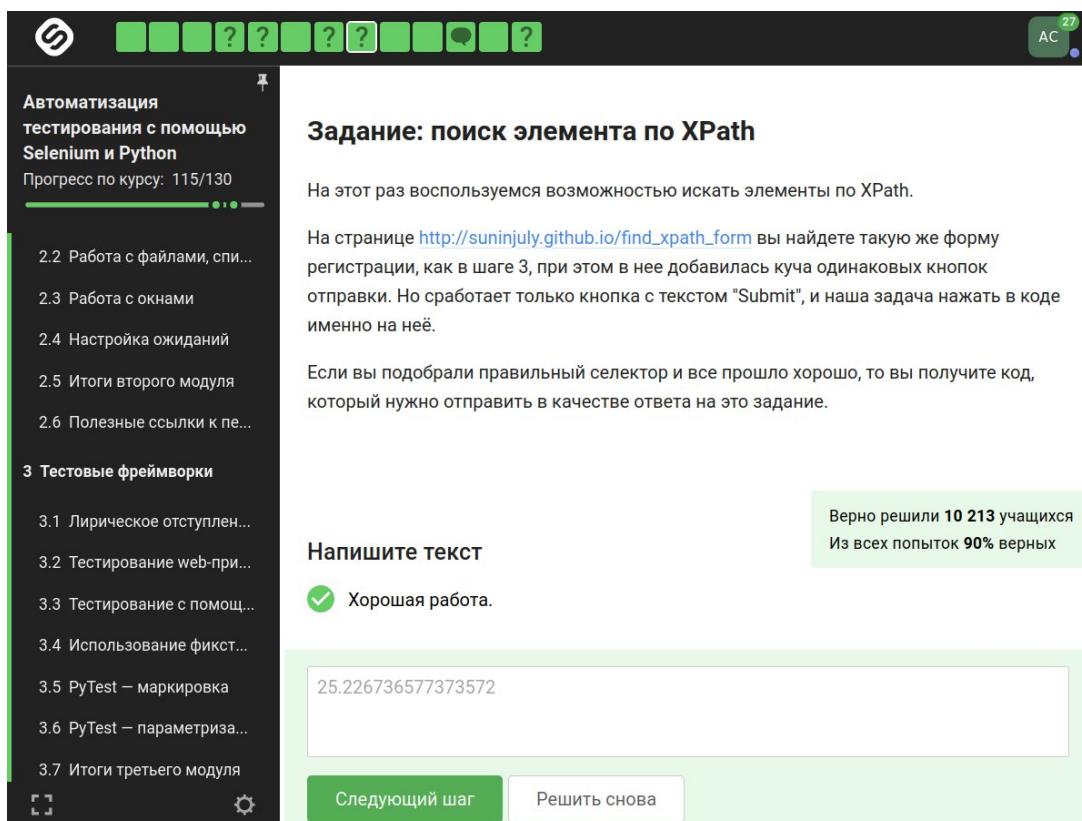 ? ? ? ? ?
AC
27
Автоматизация
тестирования с помощью
Selenium и Python
Прогресс по курсу: 115/130
2.2 Работа с файлами, спи...
2.3 Работа с окнами
2.4 Настройка ожиданий
2.5 Итоги второго модуля
2.6 Полезные ссылки к пе...
3 Тестовые фреймворки
3.1 Лирическое отступлен...
3.2 Тестирование web-при...
3.3 Тестирование с помощ...
3.4 Использование фикст...
3.5 PyTest — маркировка
3.6 PyTest — параметриза...
3.7 Итоги третьего модуля
Задание: поиск элемента по XPath
На этот раз воспользуемся возможностью искать элементы по XPath.
На странице http://suninjuly.github.io/find_xpath_form вы найдете такую же форму
регистрации, как в шаге 3, при этом в нее добавилась куча одинаковых кнопок
отправки. Но сработает только кнопка с текстом "Submit", и наша задача нажать в коде
именно на неё.
Если вы подобрали правильный селектор и все прошло хорошо, то вы получите код,
который нужно отправить в качестве ответа на это задание.
Верно решили 10 213 учащихся
Из всех попыток 90% верных
Напишите текст
Хорошая работа.
25.226736577373572
Следующий шаг
Решить снова